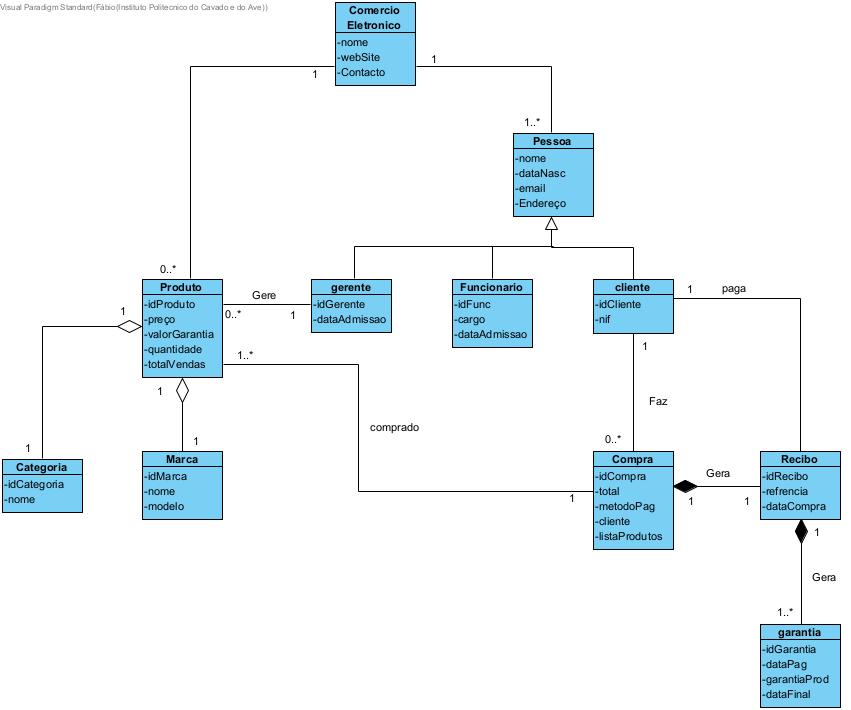 Visual Paradigm Standard(Fábio(Instituto Politecnico do Cavado e do Ave))
Comercio
Eletronico
-nome
-webSite
-Contacto
1
1
1..*
Pessoa
-nome
-dataNasc
-email
-Endereço
0..*
Produto
-idProduto
-preço
-valorGarantia
-quantidade
-totalVendas
Gere
0..*
1
gerente
-idGerente
-dataAdmissao
Funcionario
-idFunc
-cargo
-dataAdmissao
cliente
-idCliente
-nif
1
paga
1
1
1..*
1
Faz
comprado
0..*
1
1
Categoria
-idCategoria
-nome
Marca
-idMarca
-nome
-modelo
1
Compra
-idCompra
-total
-metodoPag
-cliente
-listaProdutos
Gera
1
1
Recibo
-idRecibo
-refrencia
-dataCompra
1
Gera
1..*
garantia
-idGarantia
-dataPag
-garantiaProd
-dataFinal